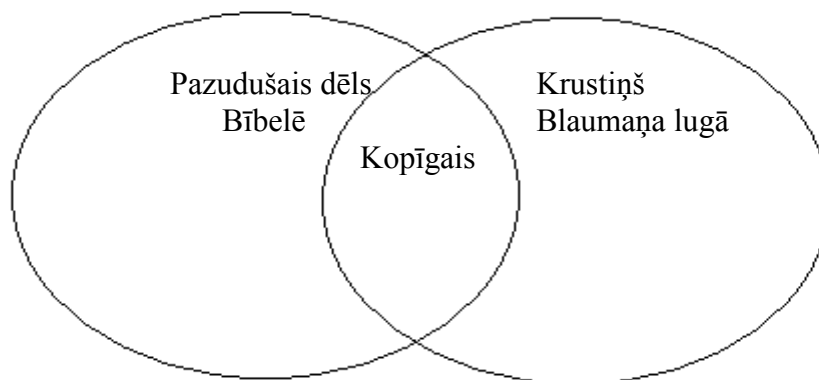 Pazudušais dēls
Bībelē
Kopīgais
Krustiņš
Blaumaņa lugā